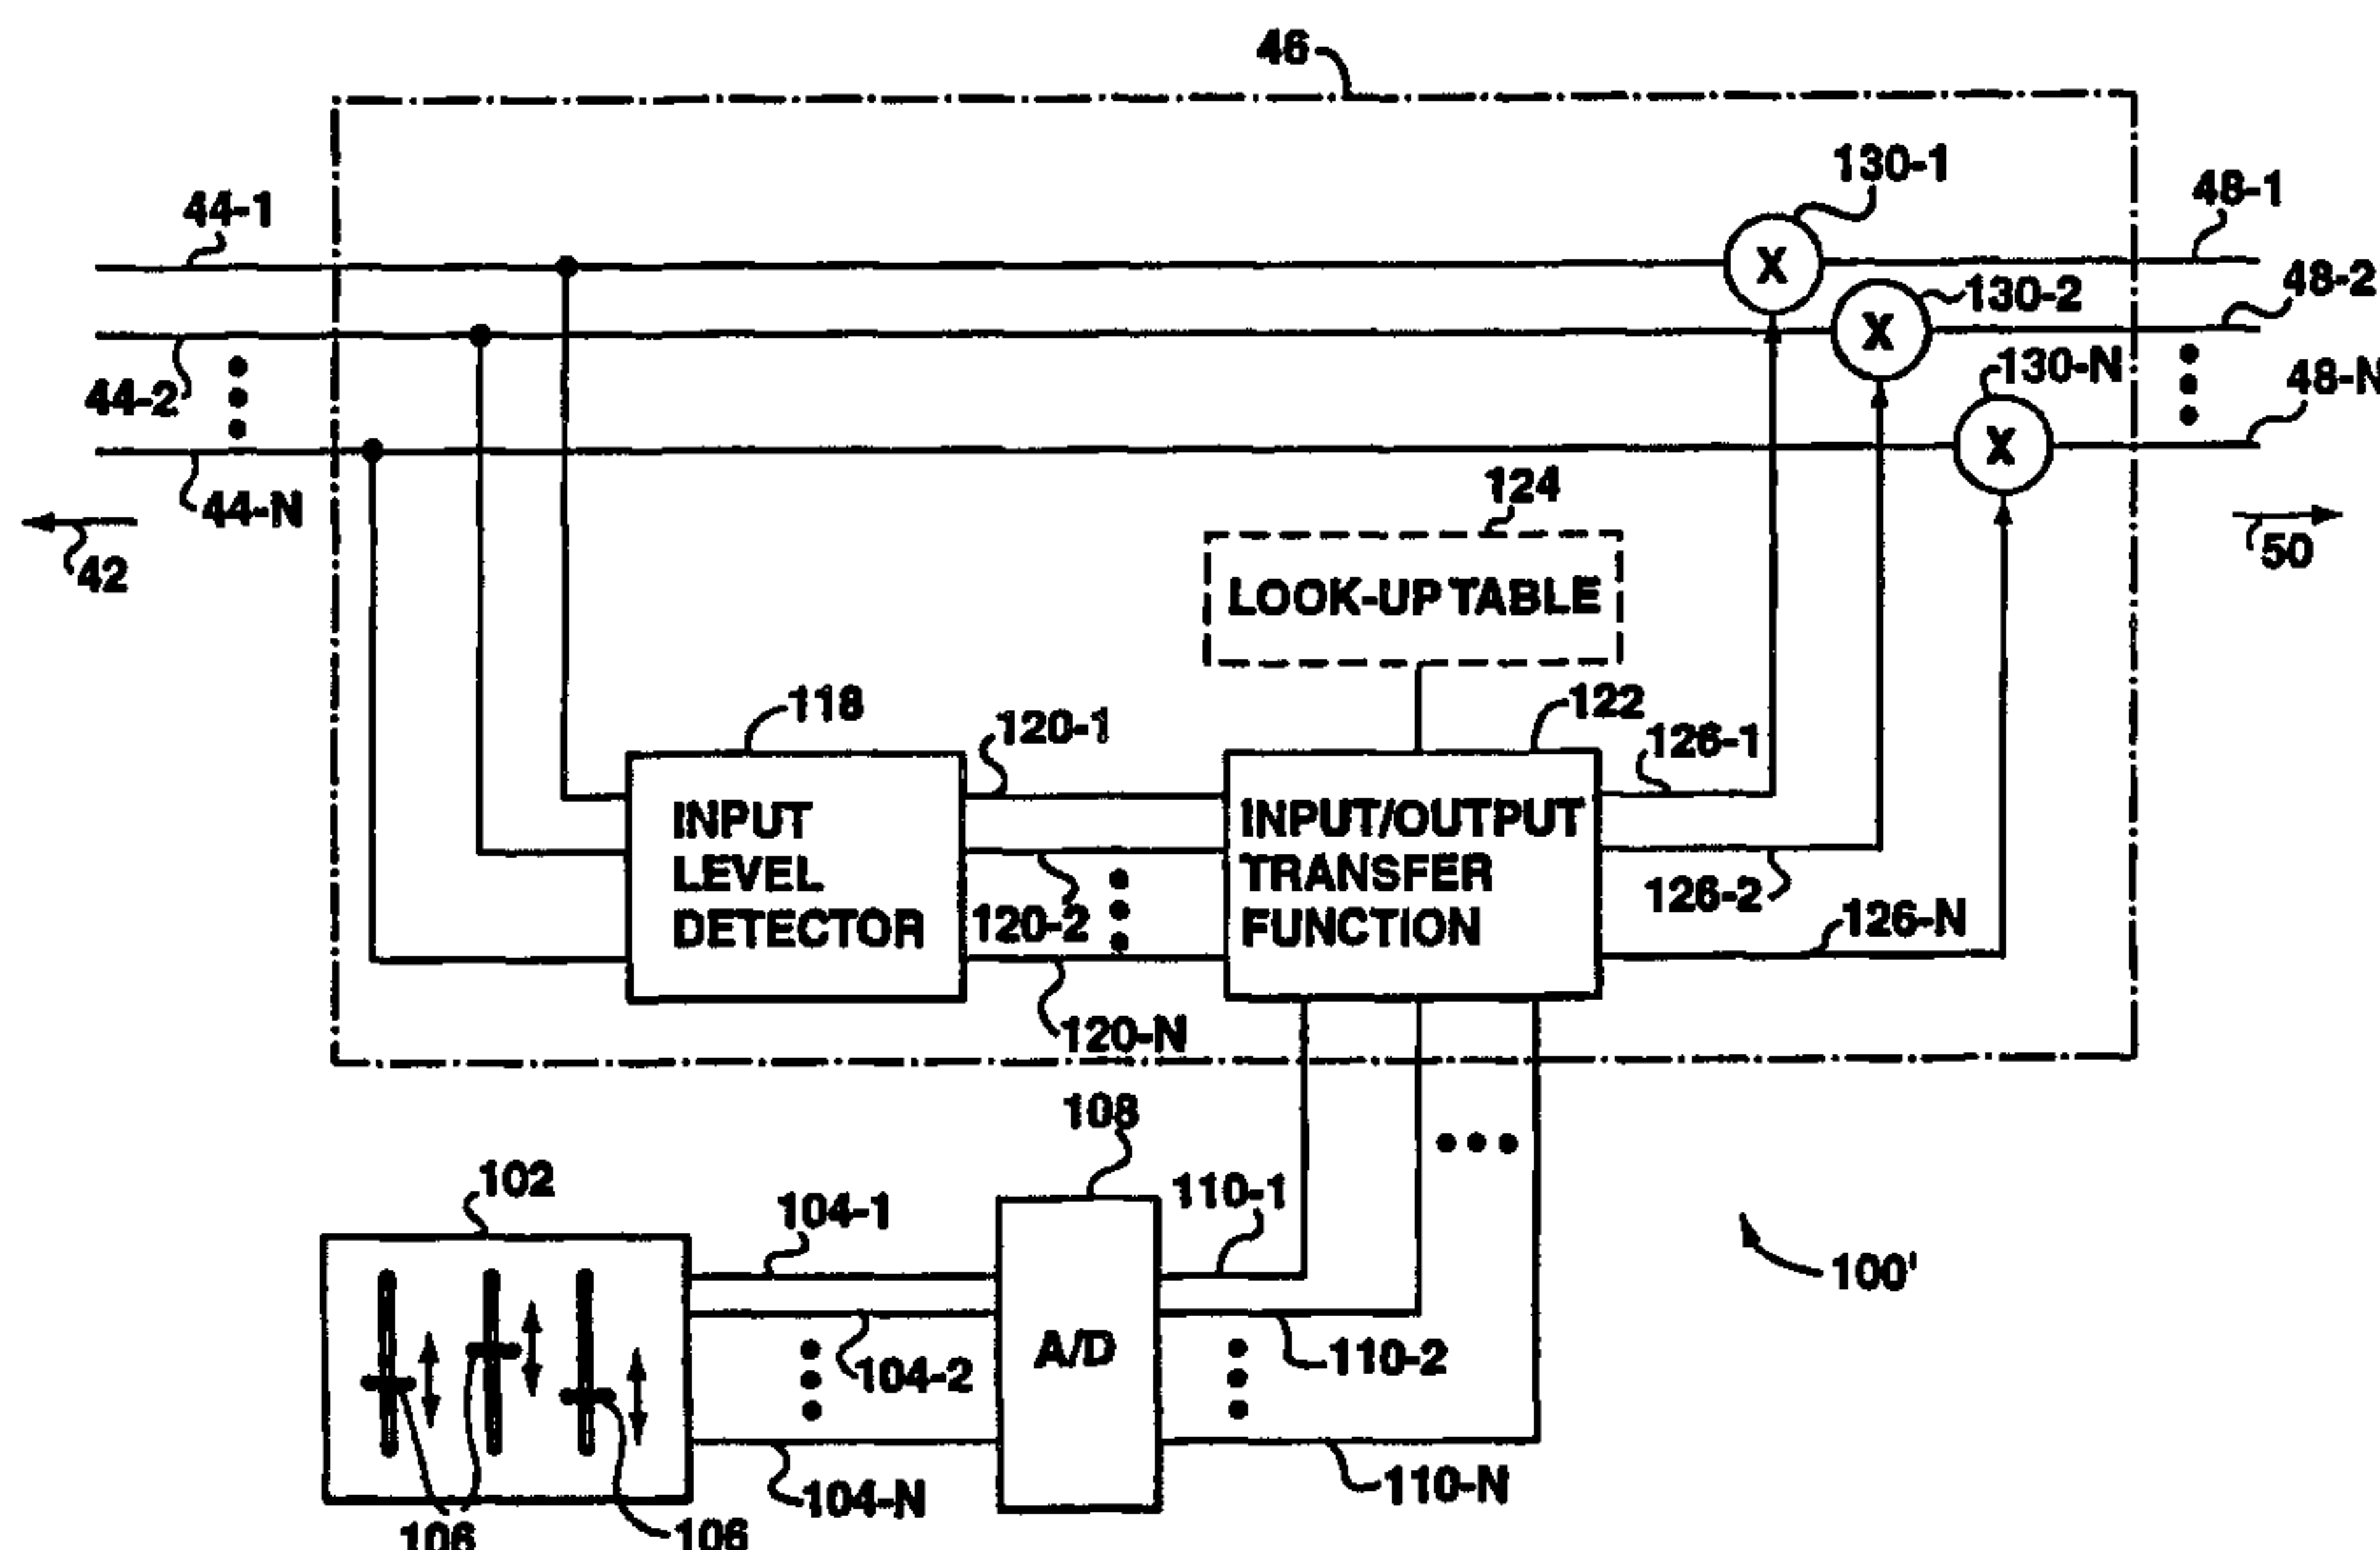 46
130-1
44-1
48-1
130-2
48-2
X
X
44-2
130-N
48-N
X
44-N
124
42
50
LOOK-UP TABLE
118
120-1
122
126-1
INPUT
LEVEL
DETECTOR
INPUT/OUTPUT
TRANSFER
FUNCTION
120-2
126-2
126-N
120-N
108
102
104-1
110-1
100'
A/D
104-2
110-2
104-N
110-N
106
106